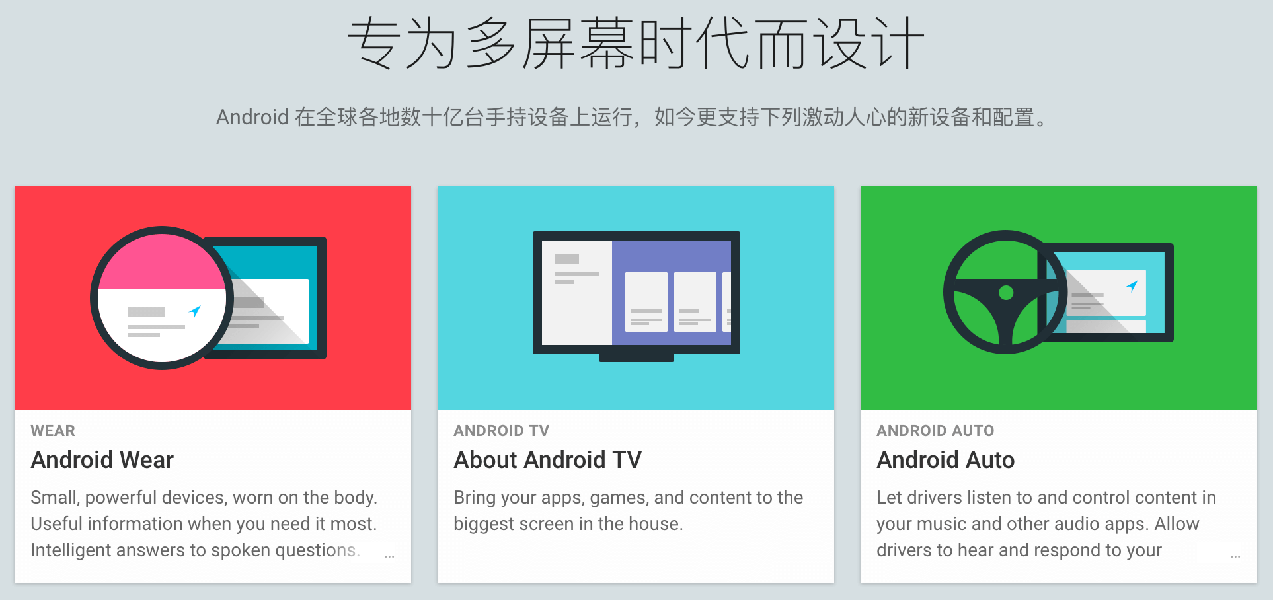 专为多屏幕时代而设计
Android 在全球各地数十亿台手持设备上运行，如今更支持下列激动人心的新设备和配置。
WEAR
Android Wear
Small, powerful devices, worn on the body.
Useful information when you need it most.
Intelligent answers to spoken questions. ...
ANDROID TV
About Android TV
Bring your apps, games, and content to the
biggest screen in the house.
ANDROID AUTO
Android Auto
Let drivers listen to and control content in
your music and other audio apps. Allow
drivers to hear and respond to your ...